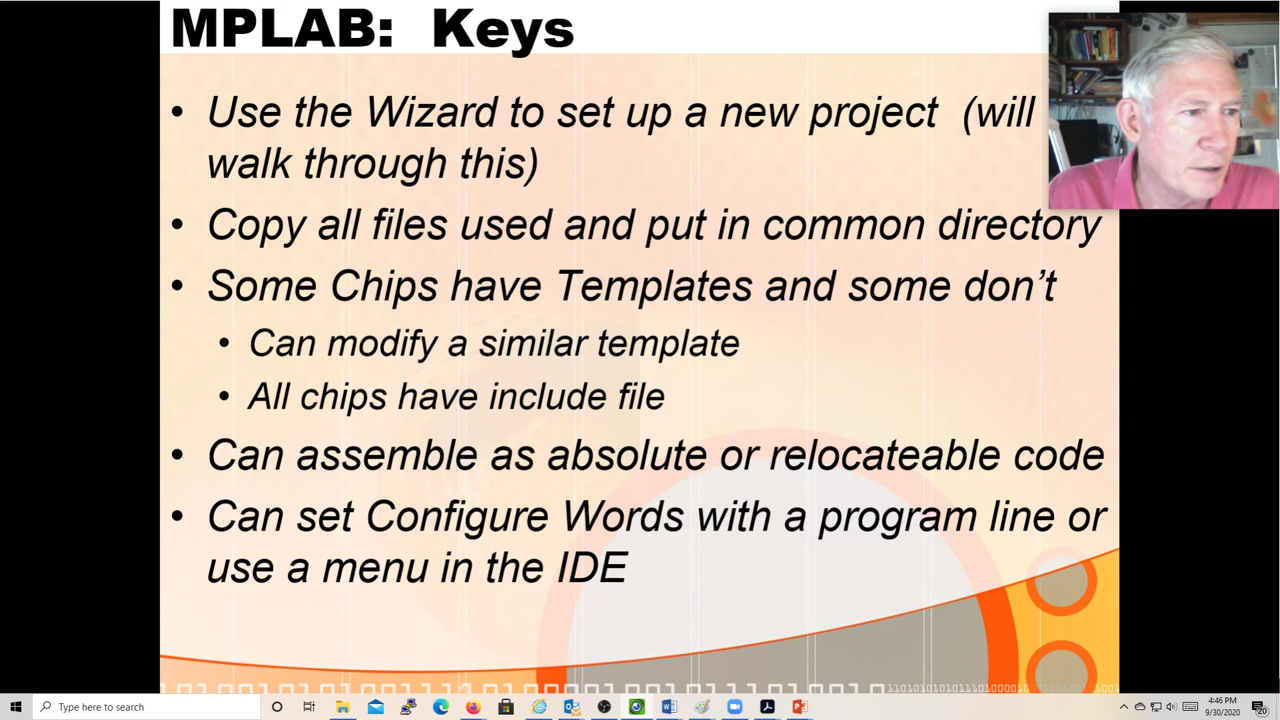 MPLAB: Keys
• Use the Wizard to set up a new project (will
walk through this)
• Copy all files used and put in common directory
• Some Chips have Templates and some don't
• Can modify a similar template
• All chips have include file
• Can assemble as absolute or relocateable code
• Can set Configure Words with a program line or
use a menu in the IDE
Type here to search
4:46 PM
9/30/2020
20